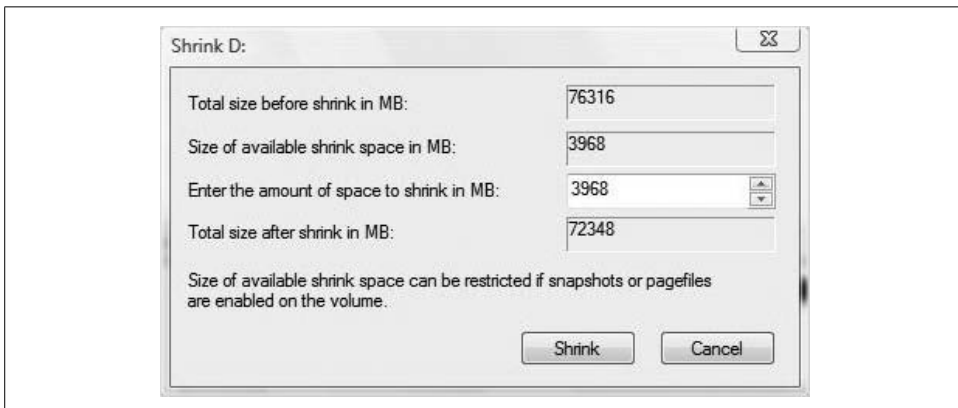 Shrink D:
Total size before shrink in MB: 76316
Size of available shrink space in MB: 3968
Enter the amount of space to shrink in MB: 3968
Total size after shrink in MB: 72348
Size of available shrink space can be restricted if snapshots or pagefiles
are enabled on the volume.
Shrink Cancel